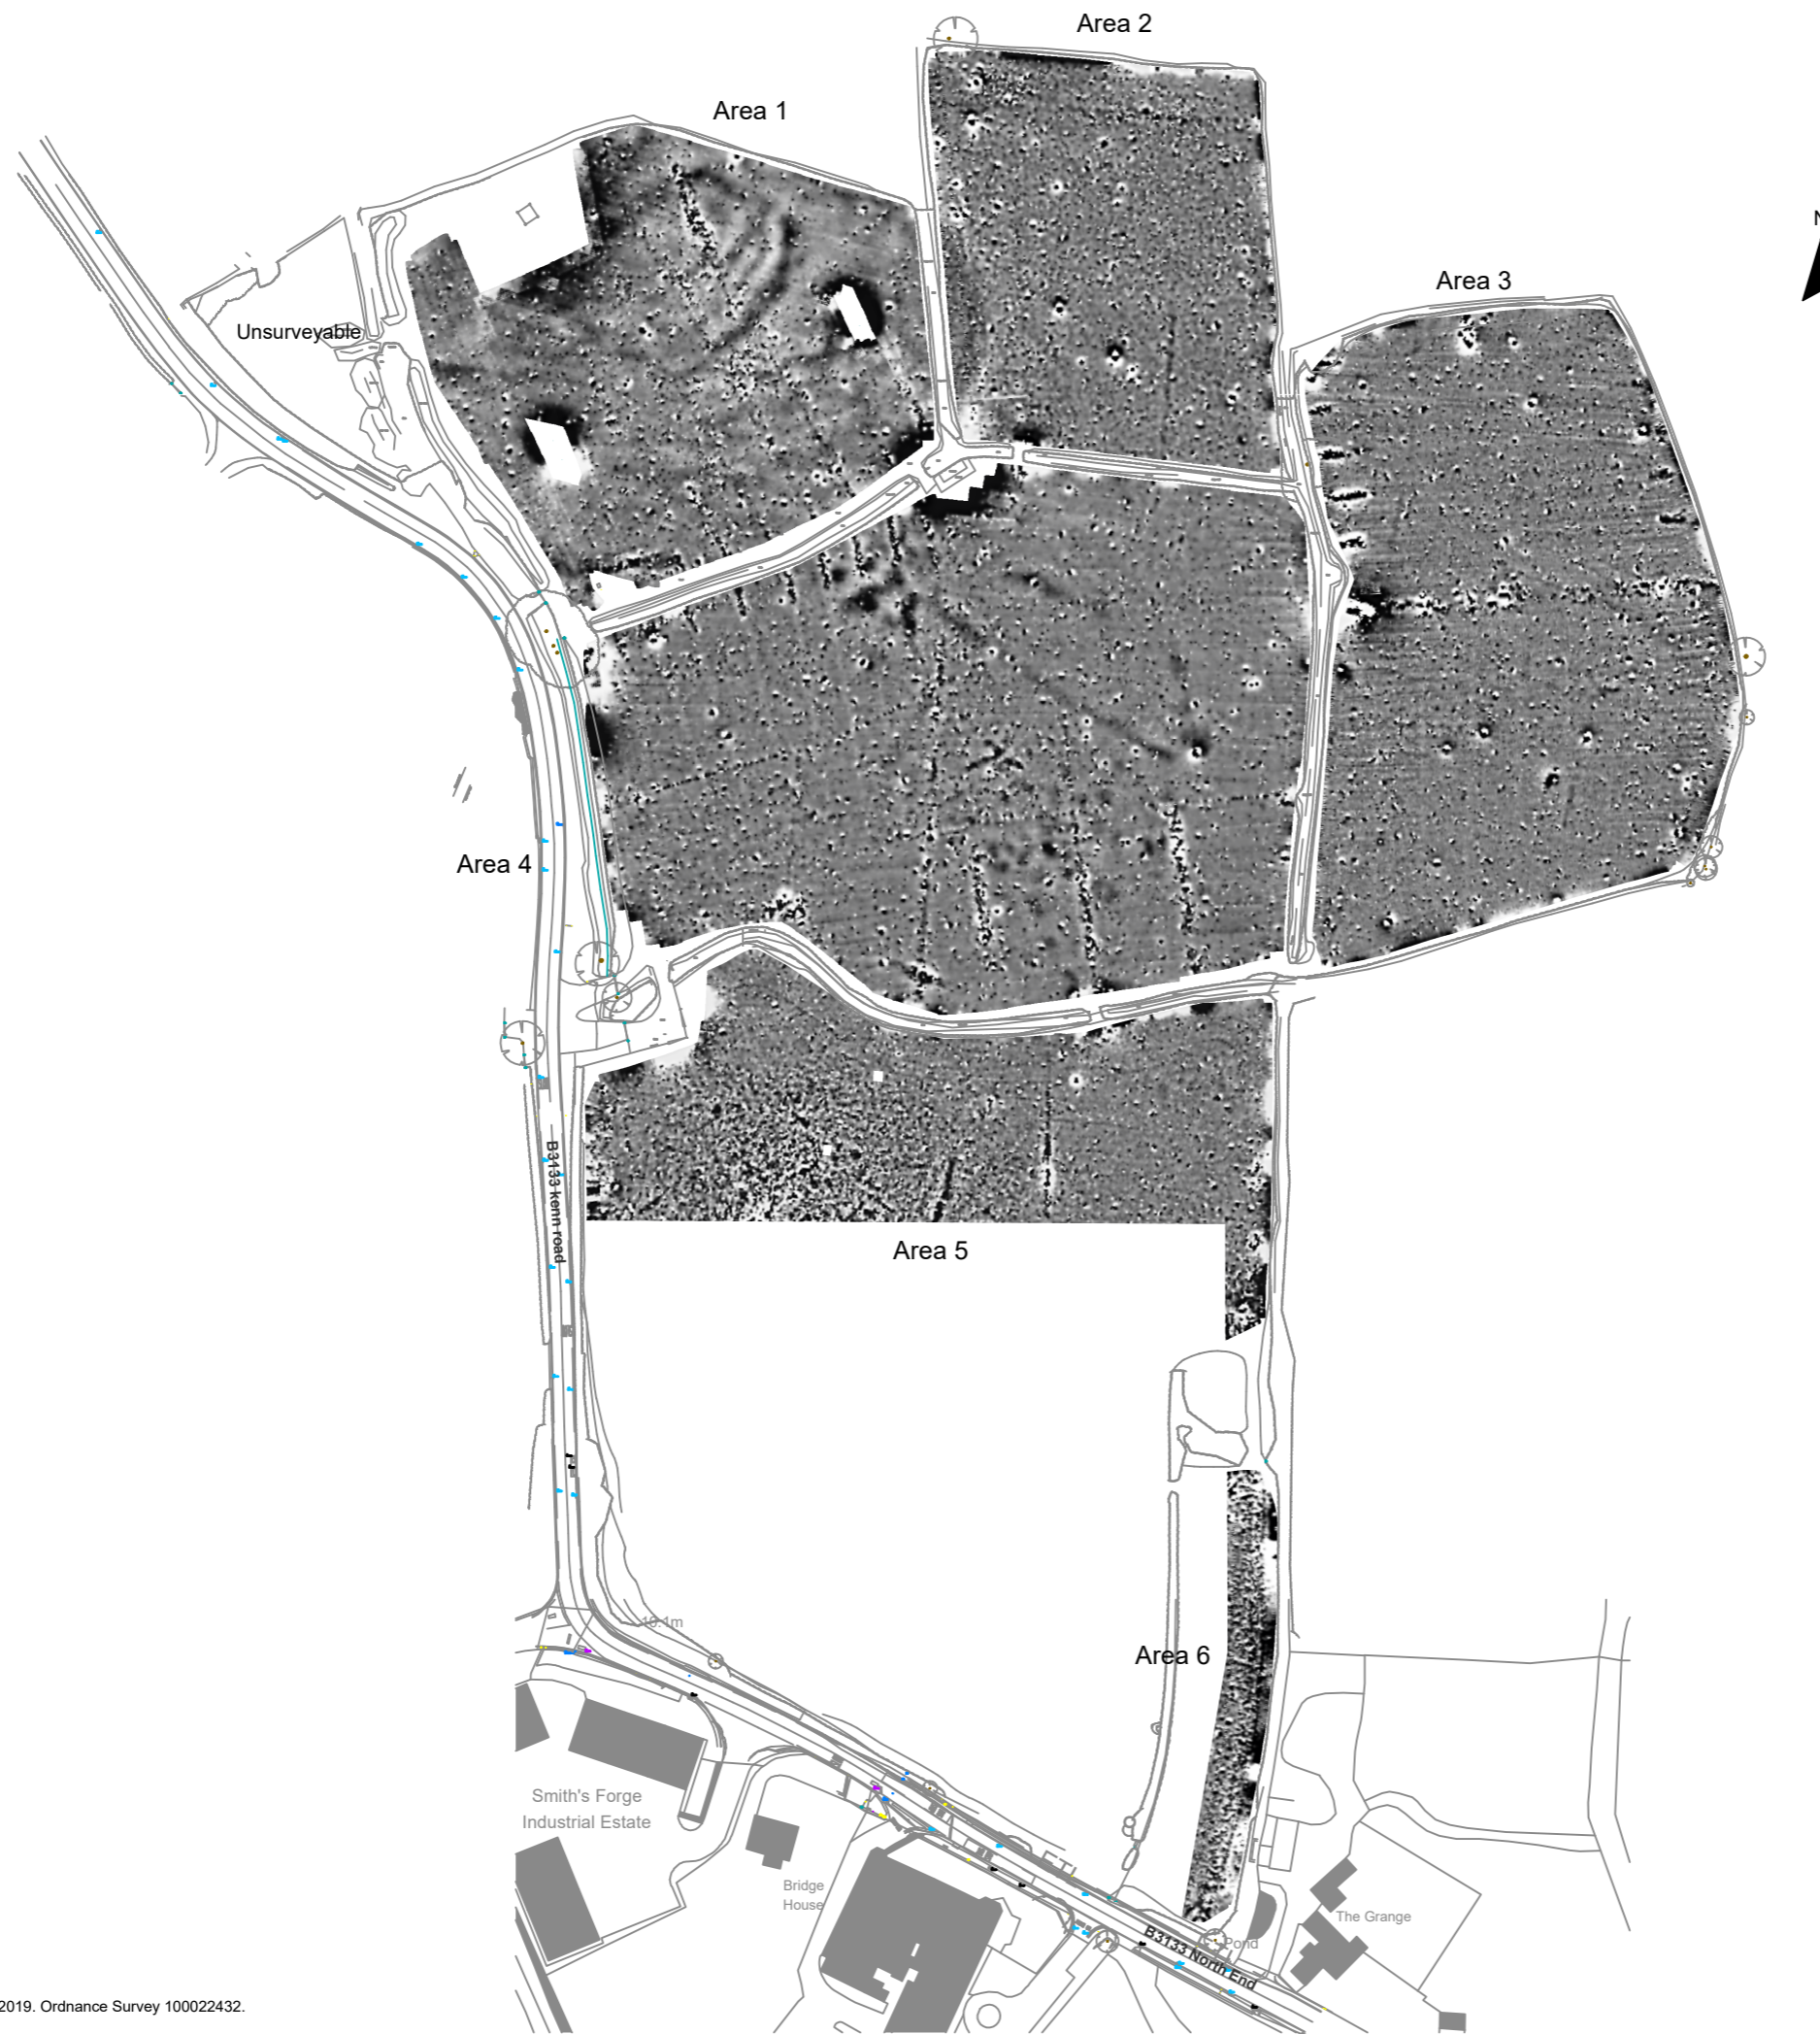 Area 2
Area 1
N
Area 3
Unsurveyable
Area 4
B3133 kenn road
Area 5
10.1m
Area 6
Smith's Forge
Industrial Estate
Bridge
House
The Grange
Pond
B3133 North End
2019. Ordnance Survey 100022432.